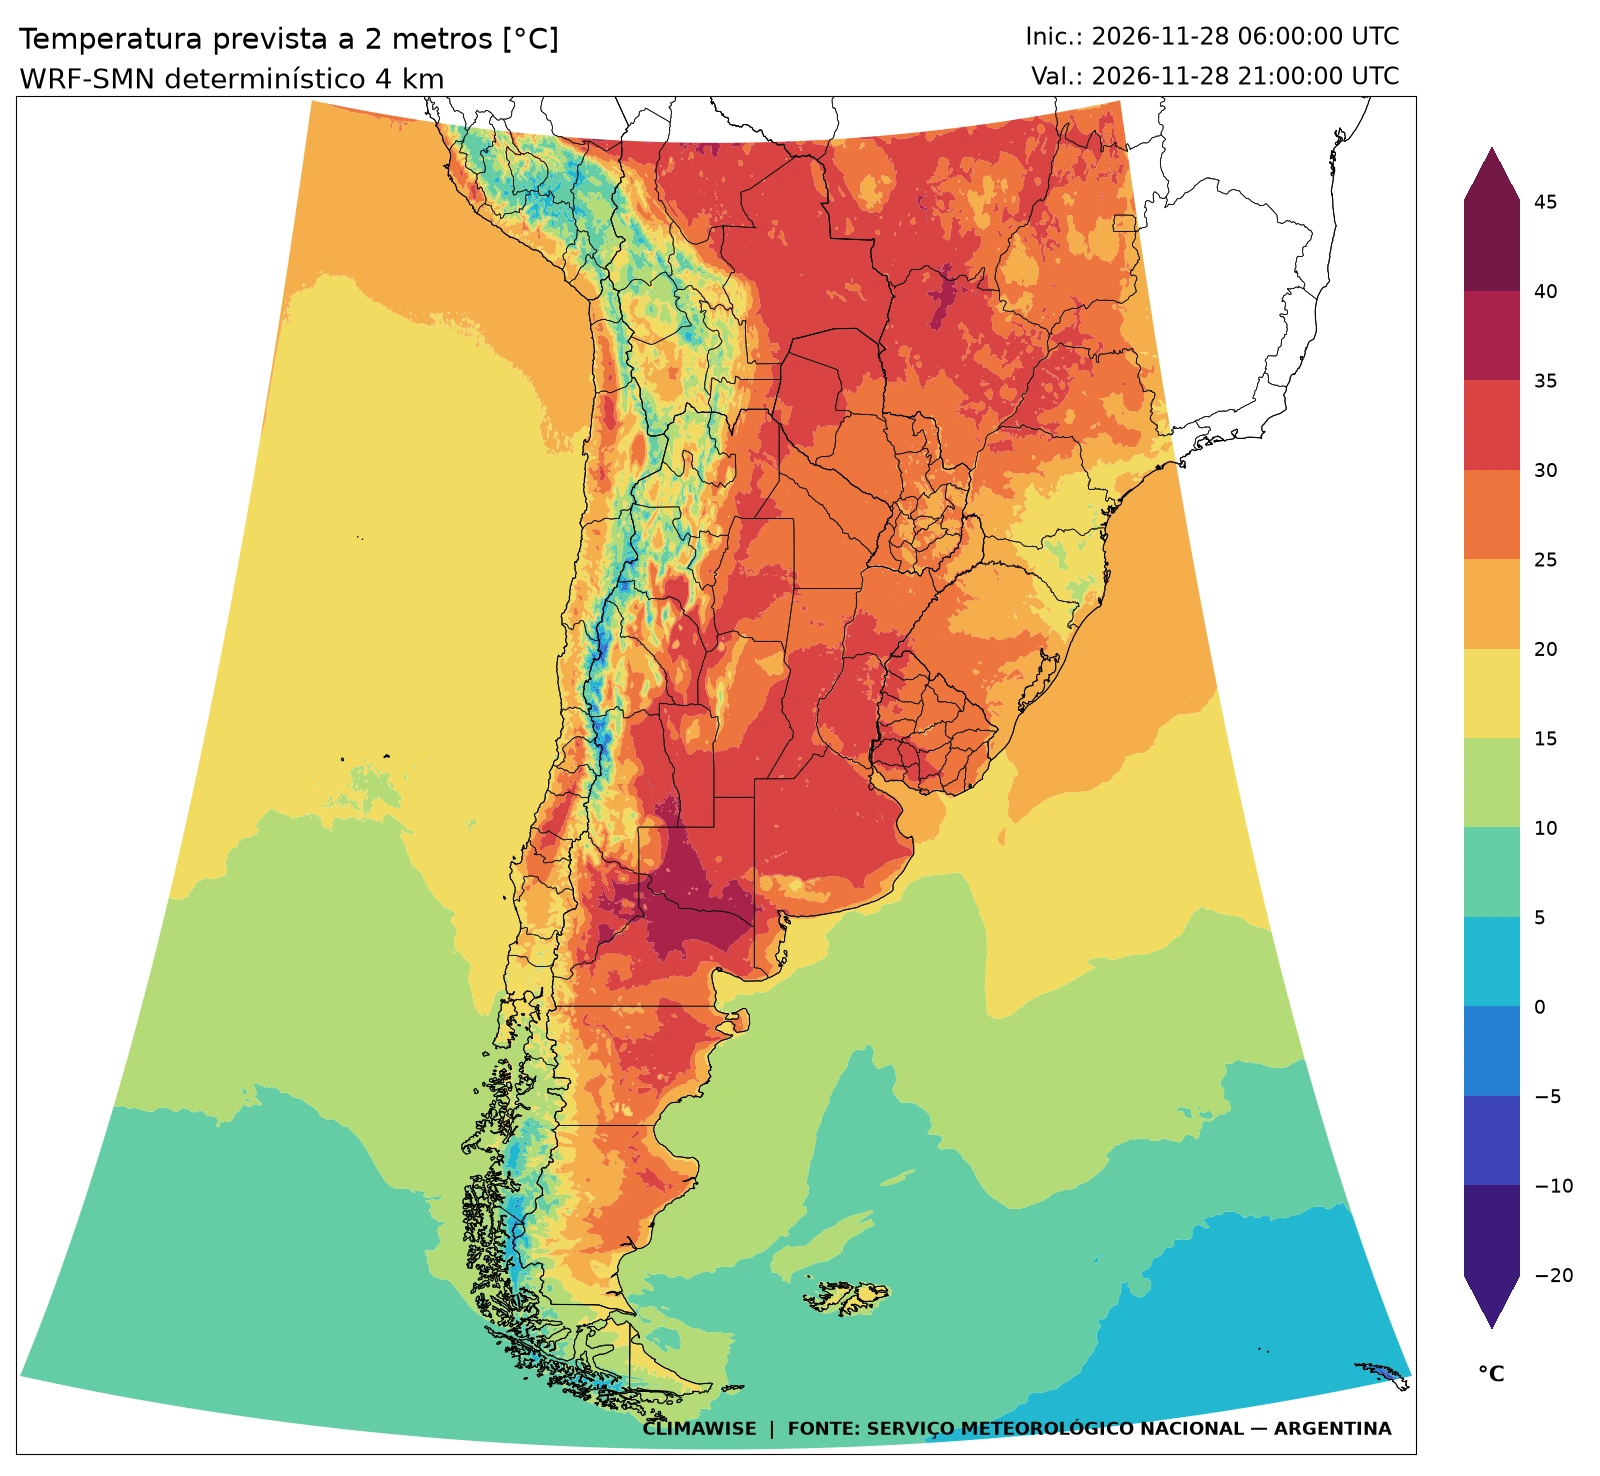 Temperatura prevista a 2 metros [°C]
WRF-SMN determinístico 4 km
Inic.: 2026-11-28 06:00:00 UTC
Val.: 2026-11-28 21:00:00 UTC
45
40
35
30
25
20
15
10
5
0
−5
−10
−20
°C
CLIMAWISE | FONTE: SERVIÇO METEOROLÓGICO NACIONAL — ARGENTINA